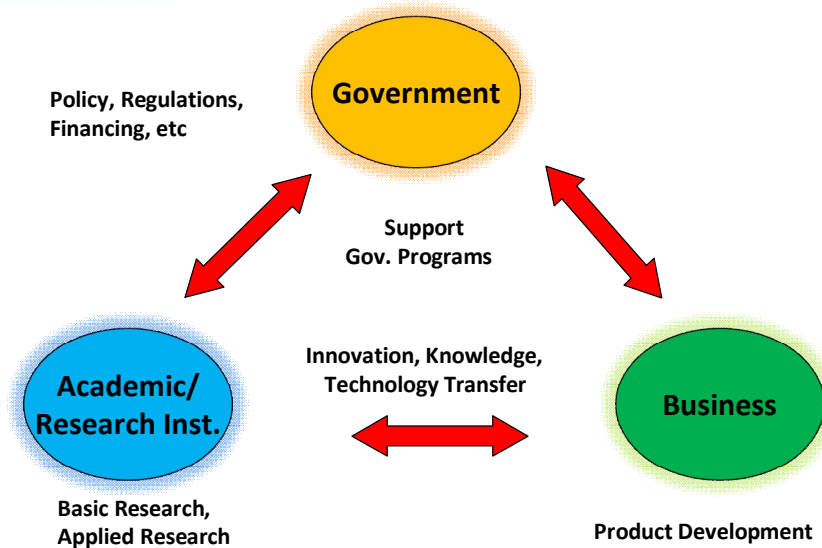 Government
Policy, Regulations,
Financing, etc
Support
Gov. Programs
Innovation, Knowledge,
Technology Transfer
Academic/
Research Inst.
Business
Basic Research,
Applied Research
Product Development